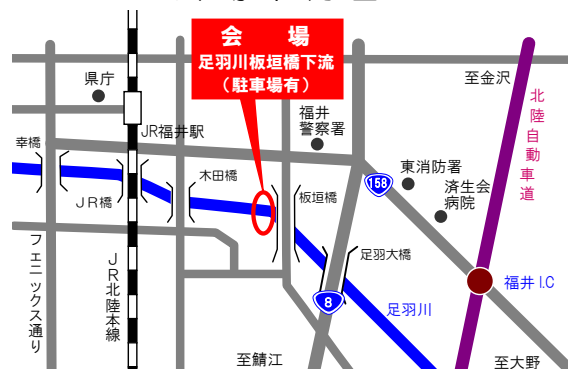 会　場
足羽川板垣橋下流
（駐車場有）
県庁
至金沢
北陸自動車道
JR福井駅
福井
警察署
幸橋
木田橋
158
東消防署
済生会
病院
JR橋
板垣橋
足羽大橋
フェニックス通り
JR北陸本線
8
足羽川
福井 I.C
至鯖江
至大野